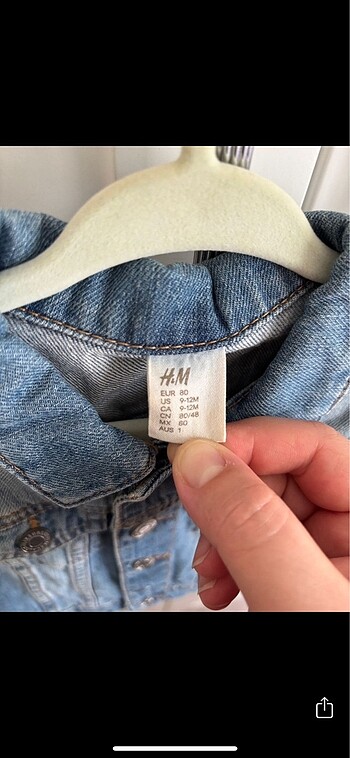 H&M
EUR 80
US 9-12M
CA 9-12M
CN 80/48
MX 80
AUS 1